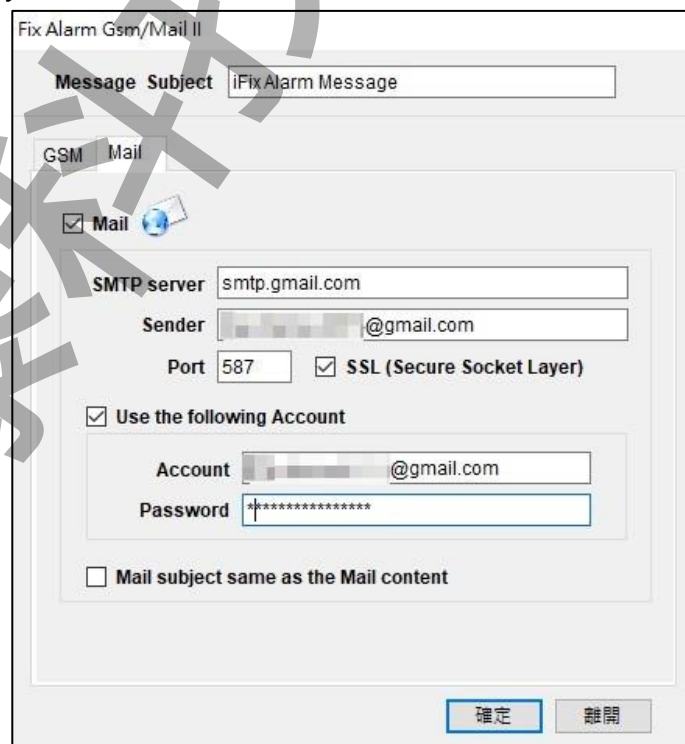 Fix Alarm Gsm/Mail II
Message Subject iFix Alarm Message
GSM Mail
Mail
SMTP server smtp.gmail.com
Sender @gmail.com
Port 587 SSL (Secure Socket Layer)
Use the following Account
Account @gmail.com
Password ****************
Mail subject same as the Mail content
確定 離開